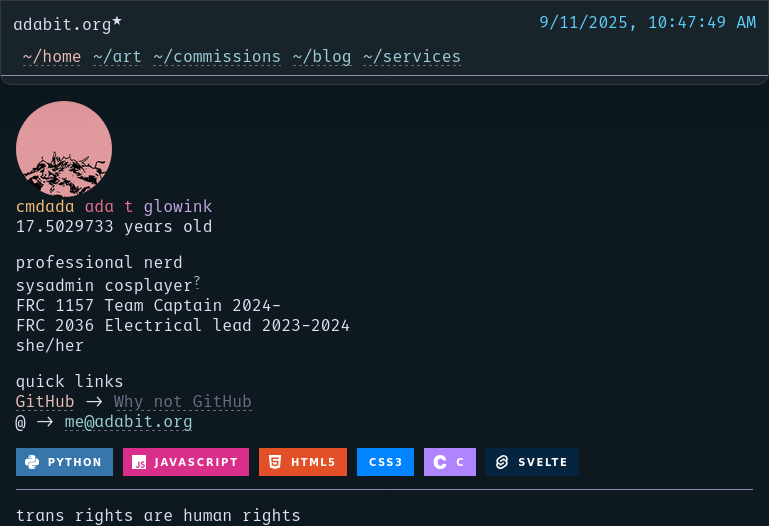 adabit.org★
9/11/2025, 10:47:49 AM
~/home ~/art ~/commissions ~/blog ~/services
cmdada ada t glowink
17.5029733 years old
professional nerd
sysadmin cosplayer?
FRC 1157 Team Captain 2024-
FRC 2036 Electrical lead 2023-2024
she/her
quick links
GitHub -> Why not GitHub
@ -> me@adabit.org
PYTHON JS JAVASCRIPT 5 HTML5 CSS3 C C SVELTE
trans rights are human rights